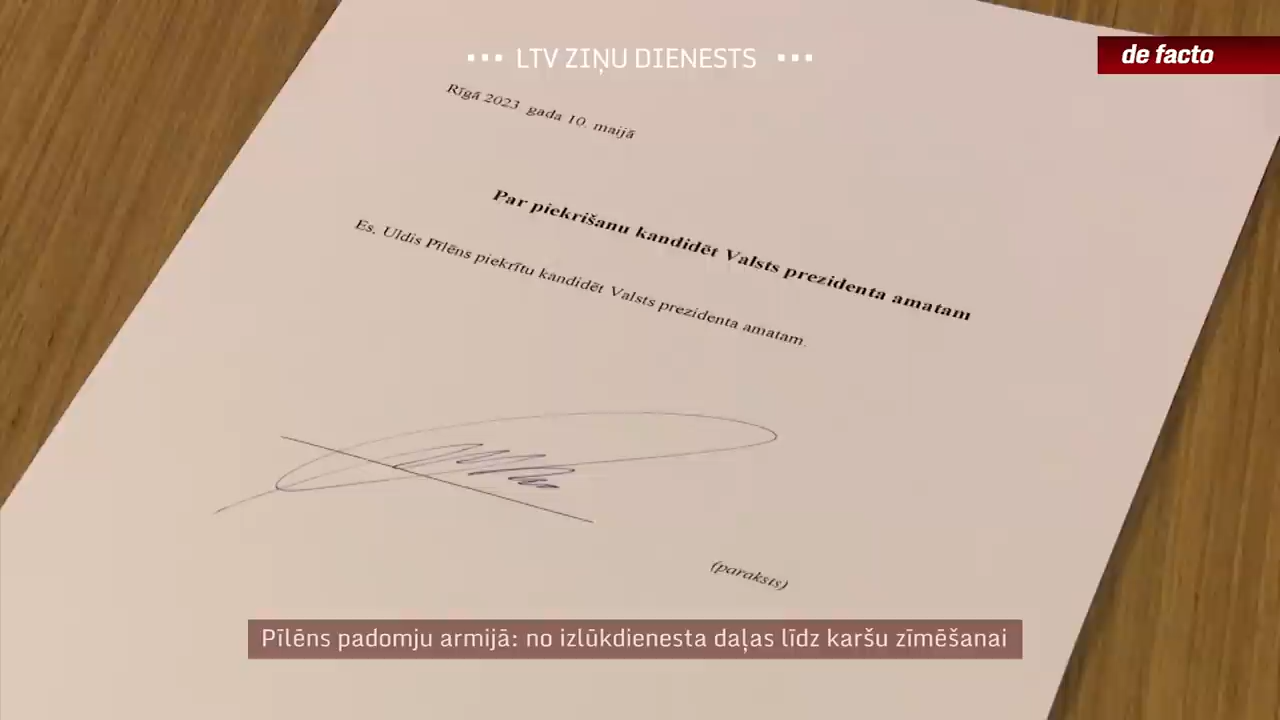 ••• LTV ZIŅU DIENESTS •••
de facto
Rīgā 2023 gada 10. maijā
Par piekrišanu kandidēt Valsts prezidenta amatam
Es, Uldis Pīlēns piekrītu kandidēt Valsts prezidenta amatam.
(paraksts)
Pīlēns padomju armijā: no izlūkdienesta daļas līdz karšu zīmēšanai